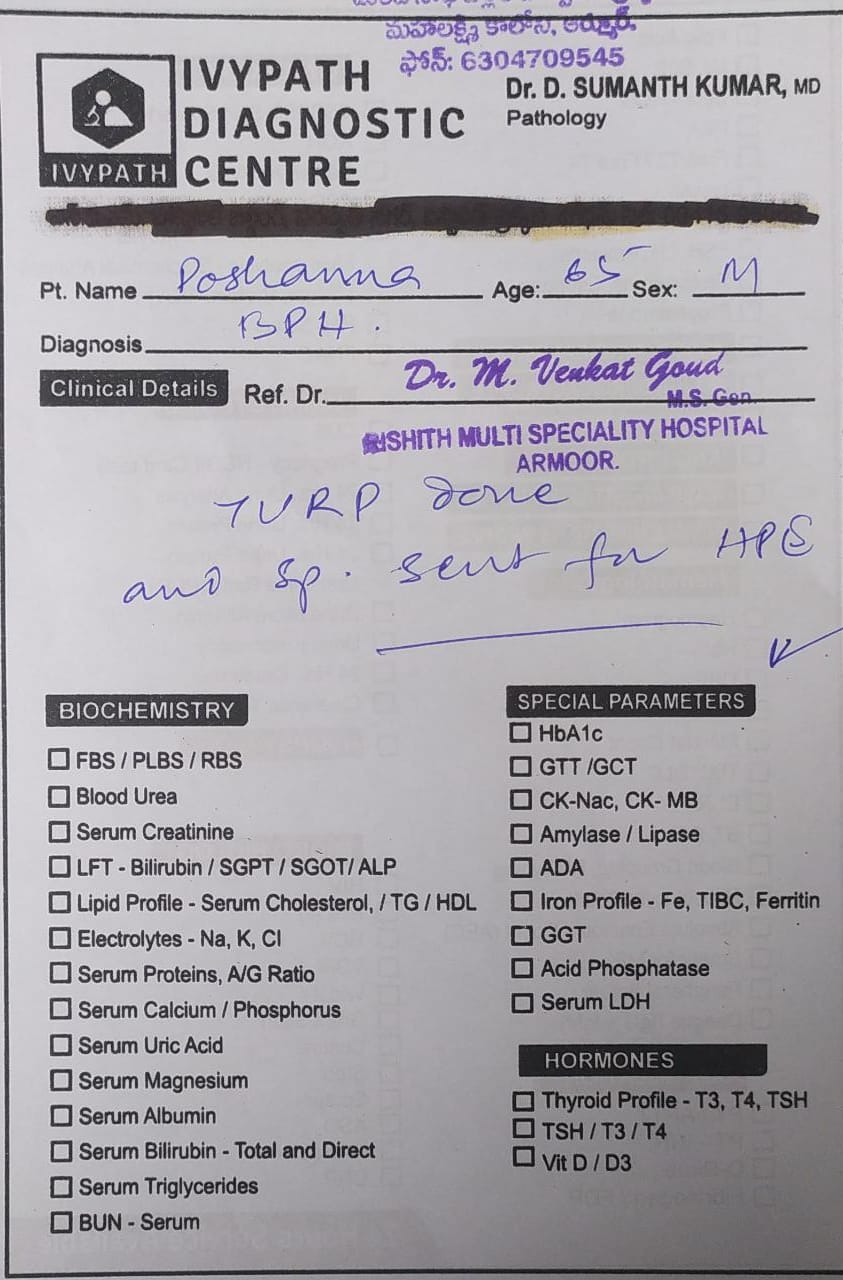 మహాలక్ష్మి కాలోని, ఆర్మూర్.
ఫోన్: 6304709545
IVYPATH
IVYPATH
DIAGNOSTIC
CENTRE
Dr. D. SUMANTH KUMAR, MD
Pathology
Pt. Name Poshanna Age: 65 Sex: M
Diagnosis BPH.
Clinical Details Ref. Dr. Dr. M. Venkat Goud
M.S. Gen.
RISHITH MULTI SPECIALITY HOSPITAL
ARMOOR.
TURP done
and sp. sent for HPE
BIOCHEMISTRY
FBS / PLBS / RBS
Blood Urea
Serum Creatinine
LFT - Bilirubin / SGPT / SGOT/ ALP
Lipid Profile - Serum Cholesterol, / TG / HDL
Electrolytes - Na, K, Cl
Serum Proteins, A/G Ratio
Serum Calcium / Phosphorus
Serum Uric Acid
Serum Magnesium
Serum Albumin
Serum Bilirubin - Total and Direct
Serum Triglycerides
BUN - Serum
SPECIAL PARAMETERS
HbA1c
GTT /GCT
CK-Nac, CK- MB
Amylase / Lipase
ADA
Iron Profile - Fe, TIBC, Ferritin
GGT
Acid Phosphatase
Serum LDH
HORMONES
Thyroid Profile - T3, T4, TSH
TSH / T3 / T4
Vit D / D3